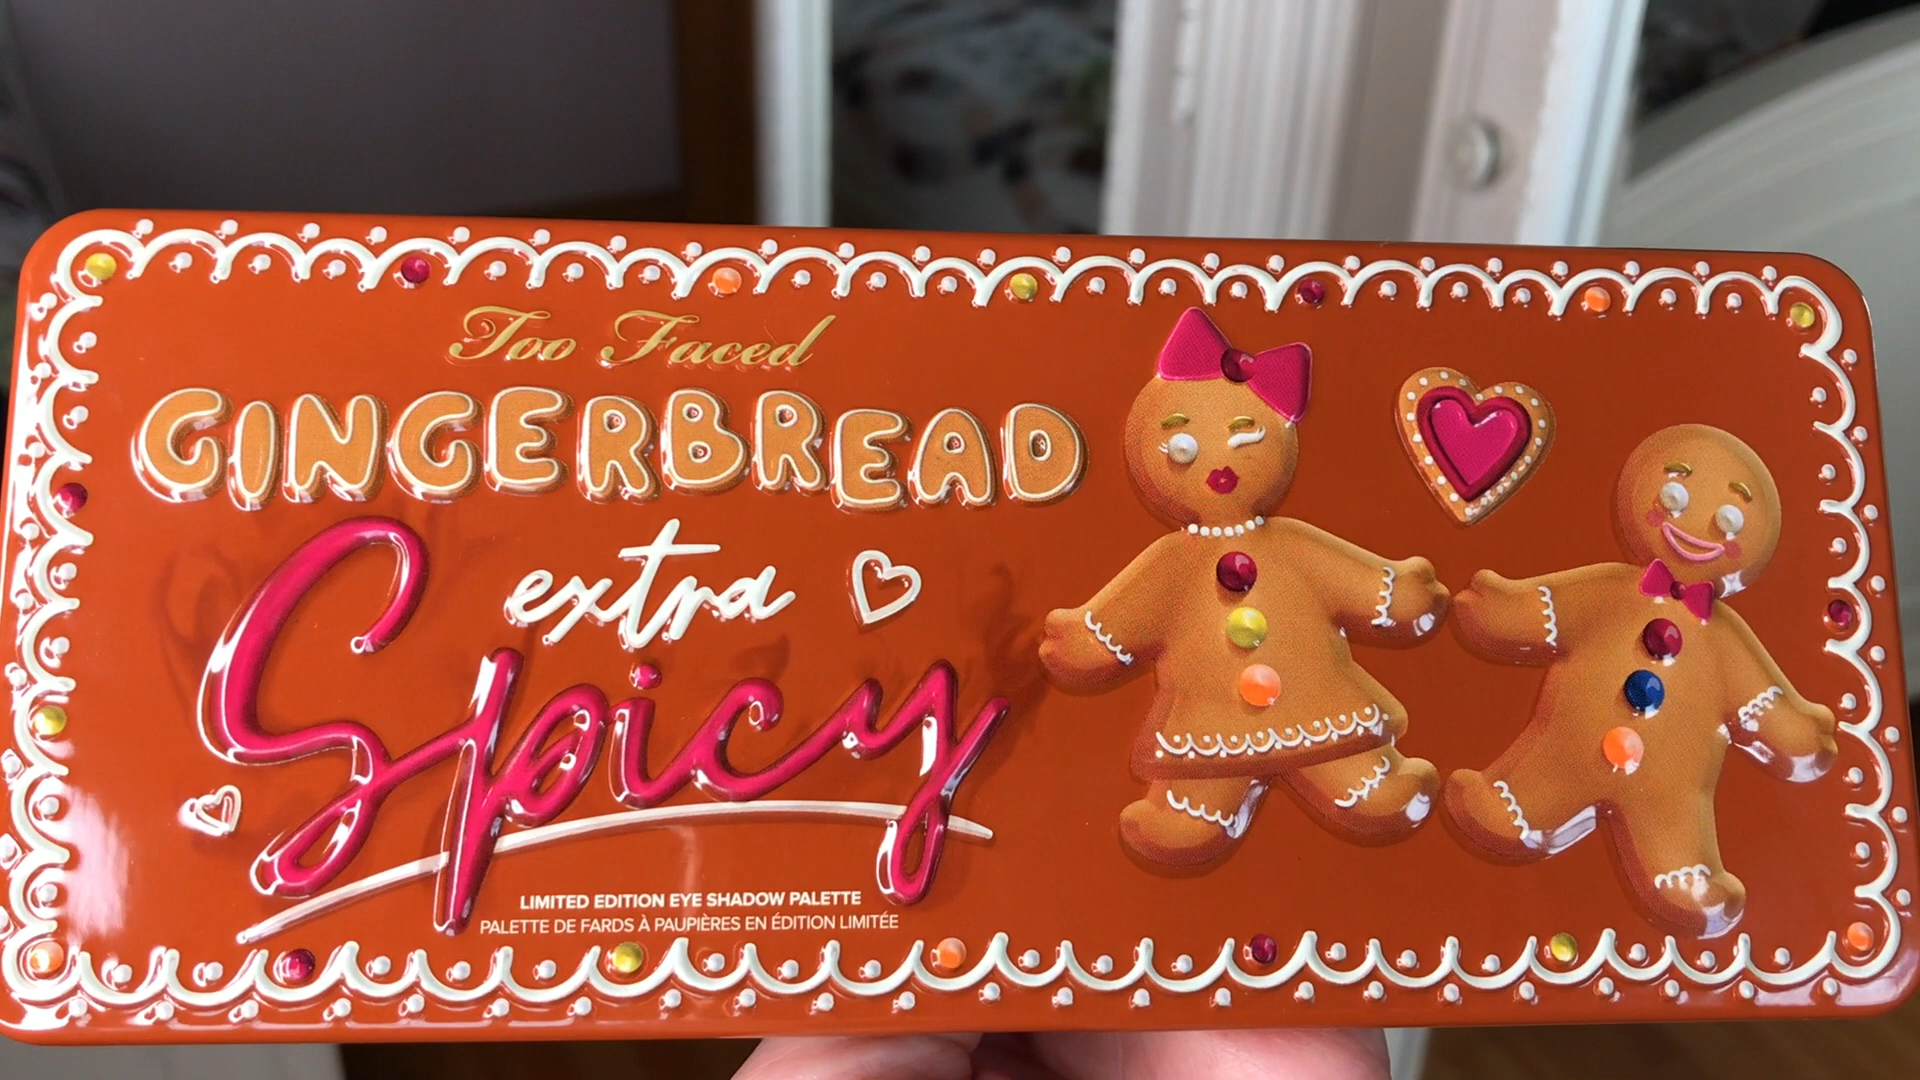 Too Faced
GINGERBREAD
extra
Spicy
LIMITED EDITION EYE SHADOW PALETTE
PALETTE DE FARDS À PAUPIÈRES EN ÉDITION LIMITÉE